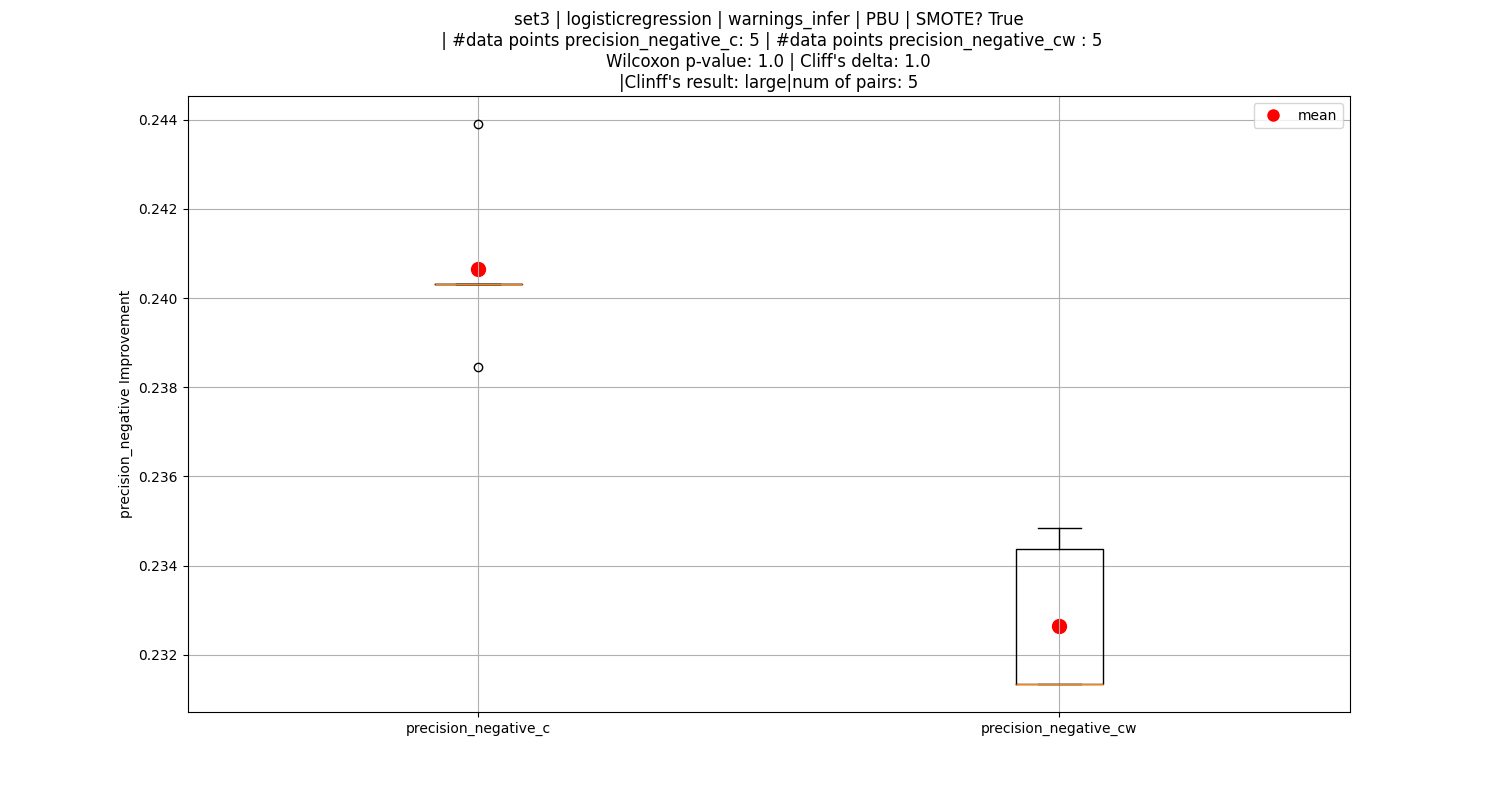 set3 | logisticregression | warnings_infer | PBU | SMOTE? True
| #data points precision_negative_c: 5 | #data points precision_negative_cw : 5
Wilcoxon p-value: 1.0 | Cliff's delta: 1.0
|Clinff's result: large|num of pairs: 5
mean
0.244
0.242
0.240
0.238
0.236
0.234
0.232
precision_negative Improvement
precision_negative_c
precision_negative_cw